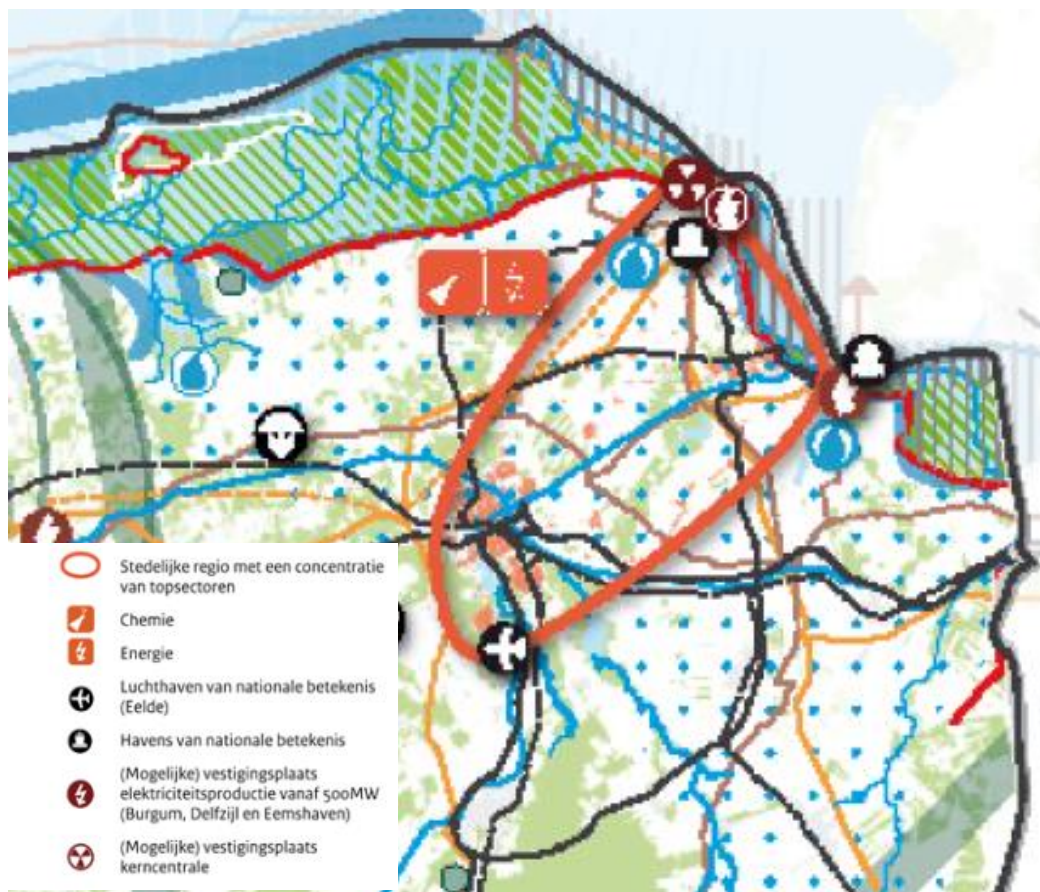 Stedelijke regio met een concentratie
van topsectoren
Chemie
Energie
Luchthaven van nationale betekenis
(Eelde)
Havens van nationale betekenis
(Mogelijke) vestigingsplaats
elektriciteitsproductie vanaf 500MW
(Burgum, Delfzijl en Eemshaven)
(Mogelijke) vestigingsplaats
kerncentrale